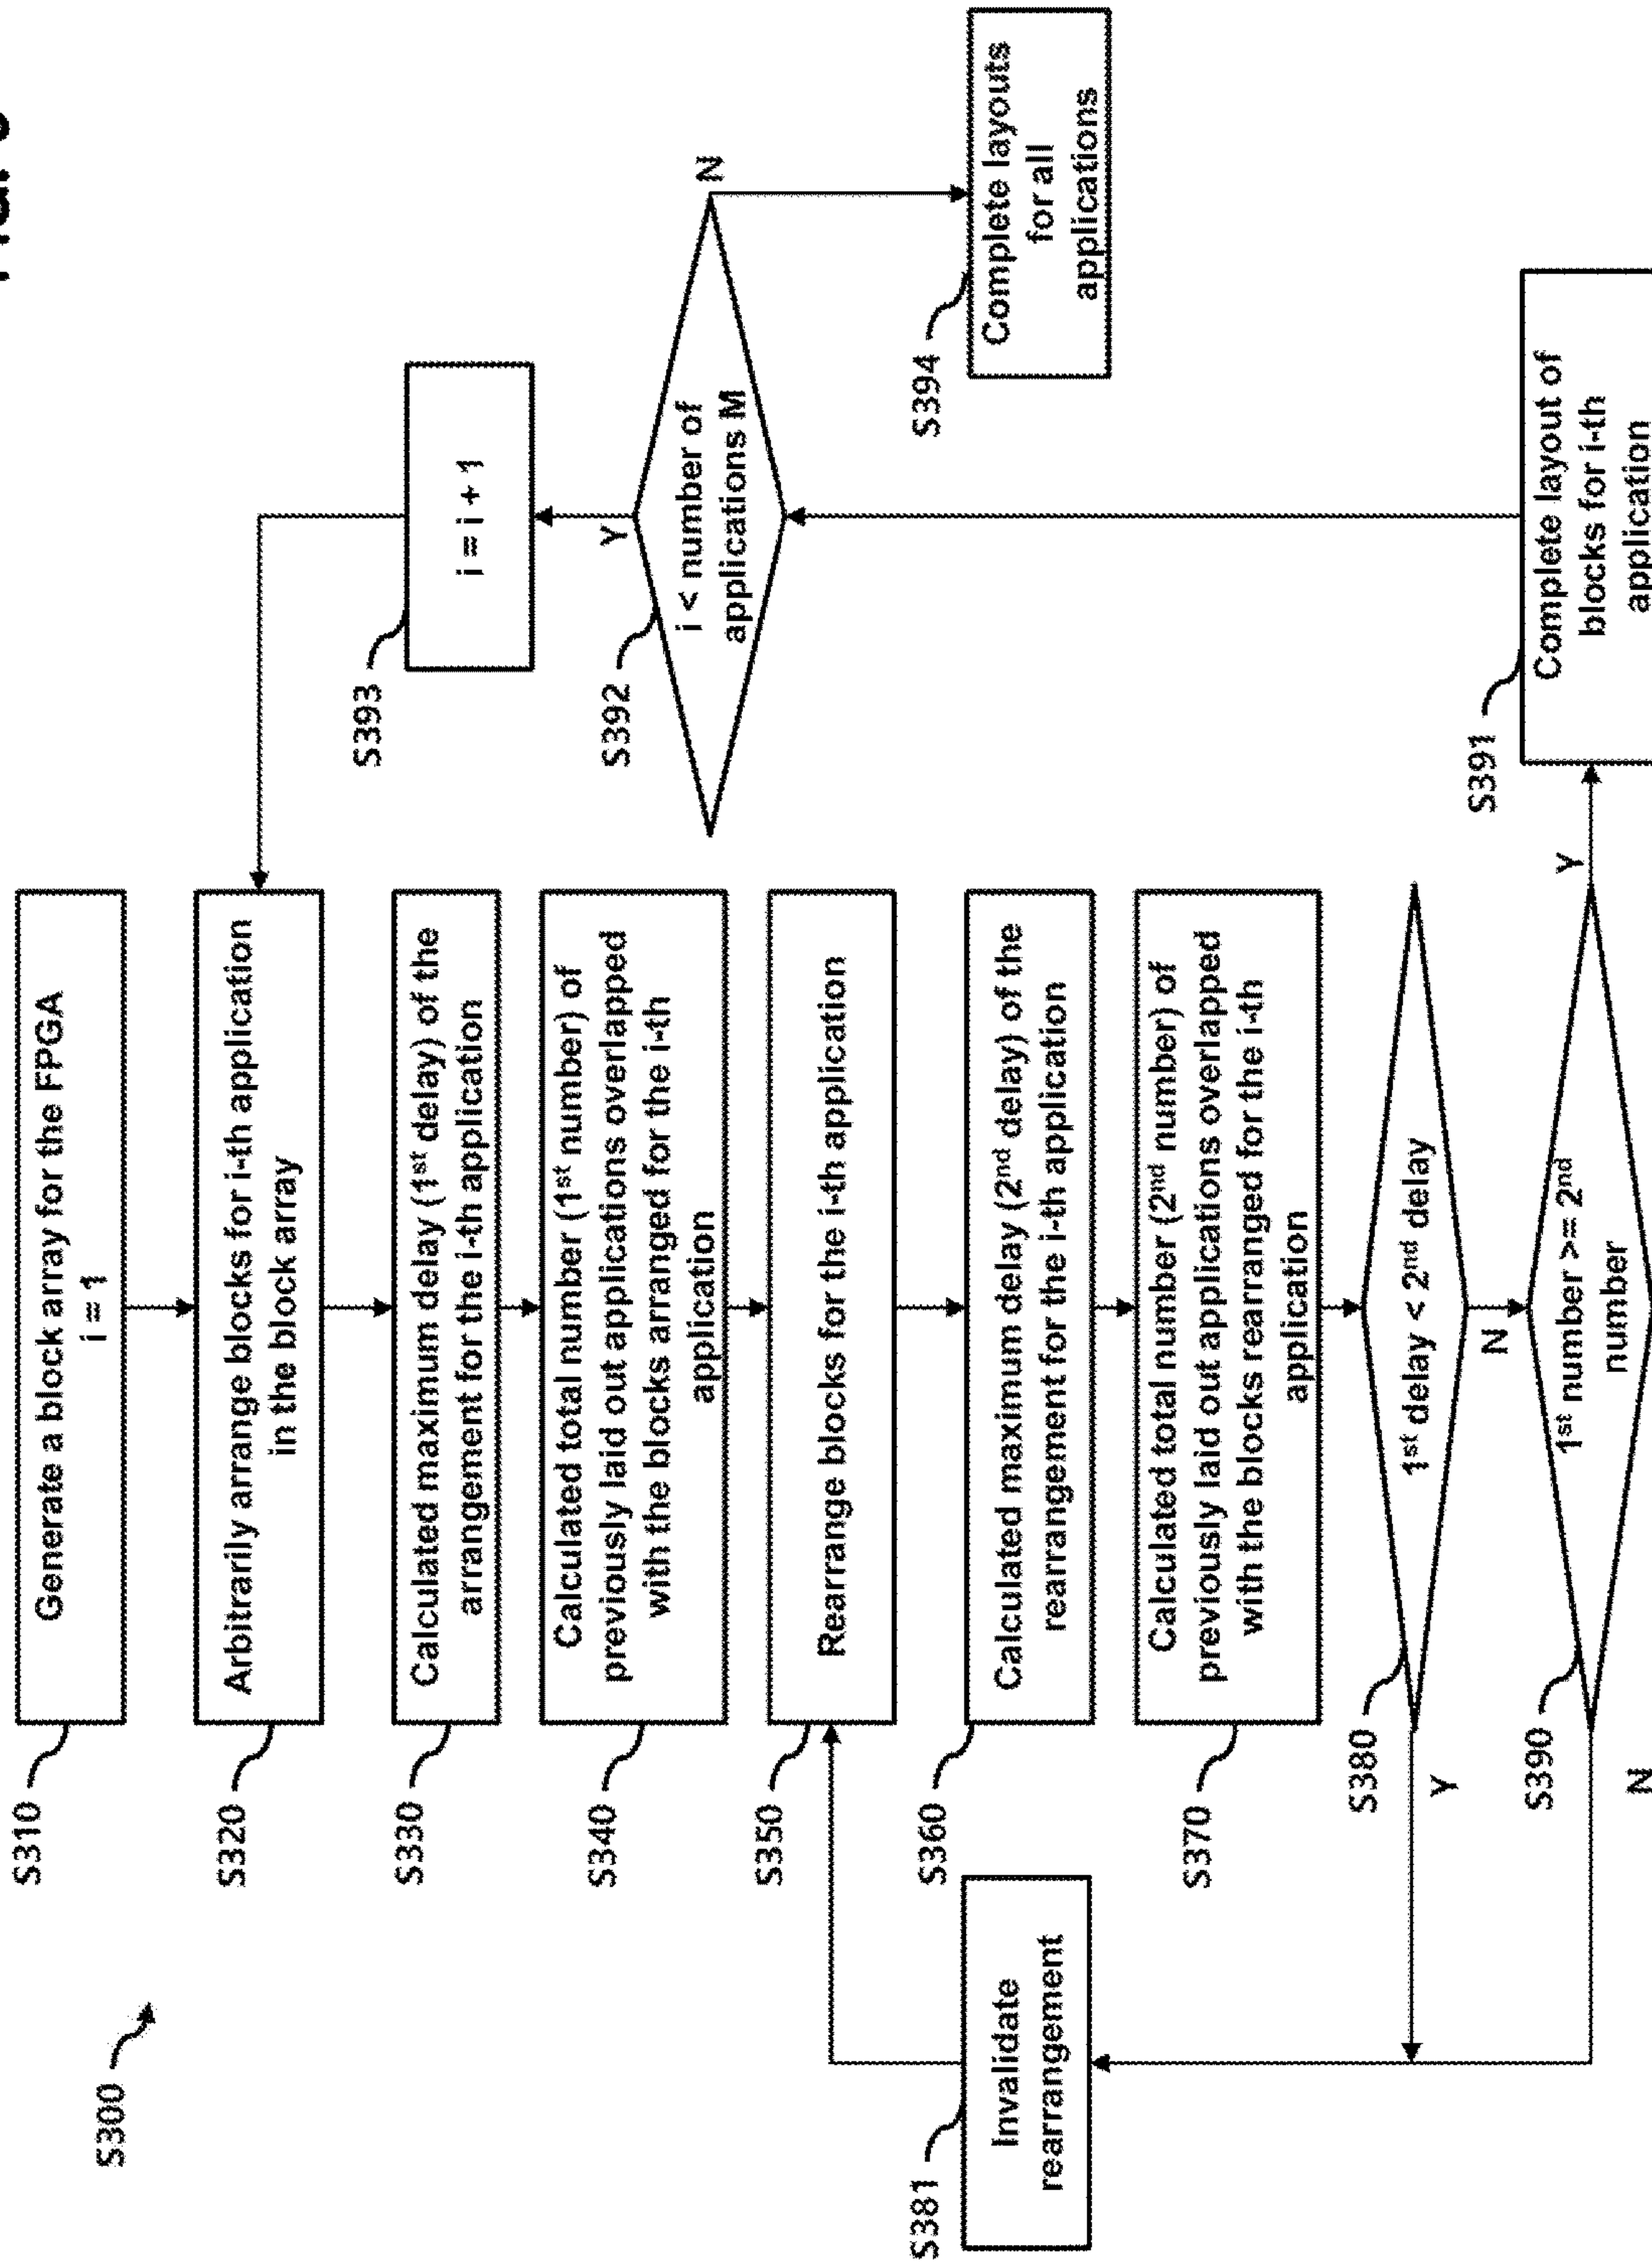 S300
S310
Generate a block array for the FPGA
i = 1
S320
Arbitrarily arrange blocks for i-th application
in the block array
S330
Calculated maximum delay (1st delay) of the
arrangement for the i-th application
S340
Calculated total number (1st number) of
previously laid out applications overlapped
with the blocks arranged for the i-th
application
S350
Rearrange blocks for the i-th application
S360
Calculated maximum delay (2nd delay) of the
rearrangement for the i-th application
S370
Calculated total number (2nd number) of
previously laid out applications overlapped
with the blocks rearranged for the i-th
application
S380
1st delay < 2nd delay
Y
N
S381
Invalidate
rearrangement
S390
1st number >= 2nd
number
N
Y
S391
Complete layout of
blocks for i-th
application
S392
i < number of
applications M
Y
N
S393
i = i + 1
S394
Complete layouts
for all
applications